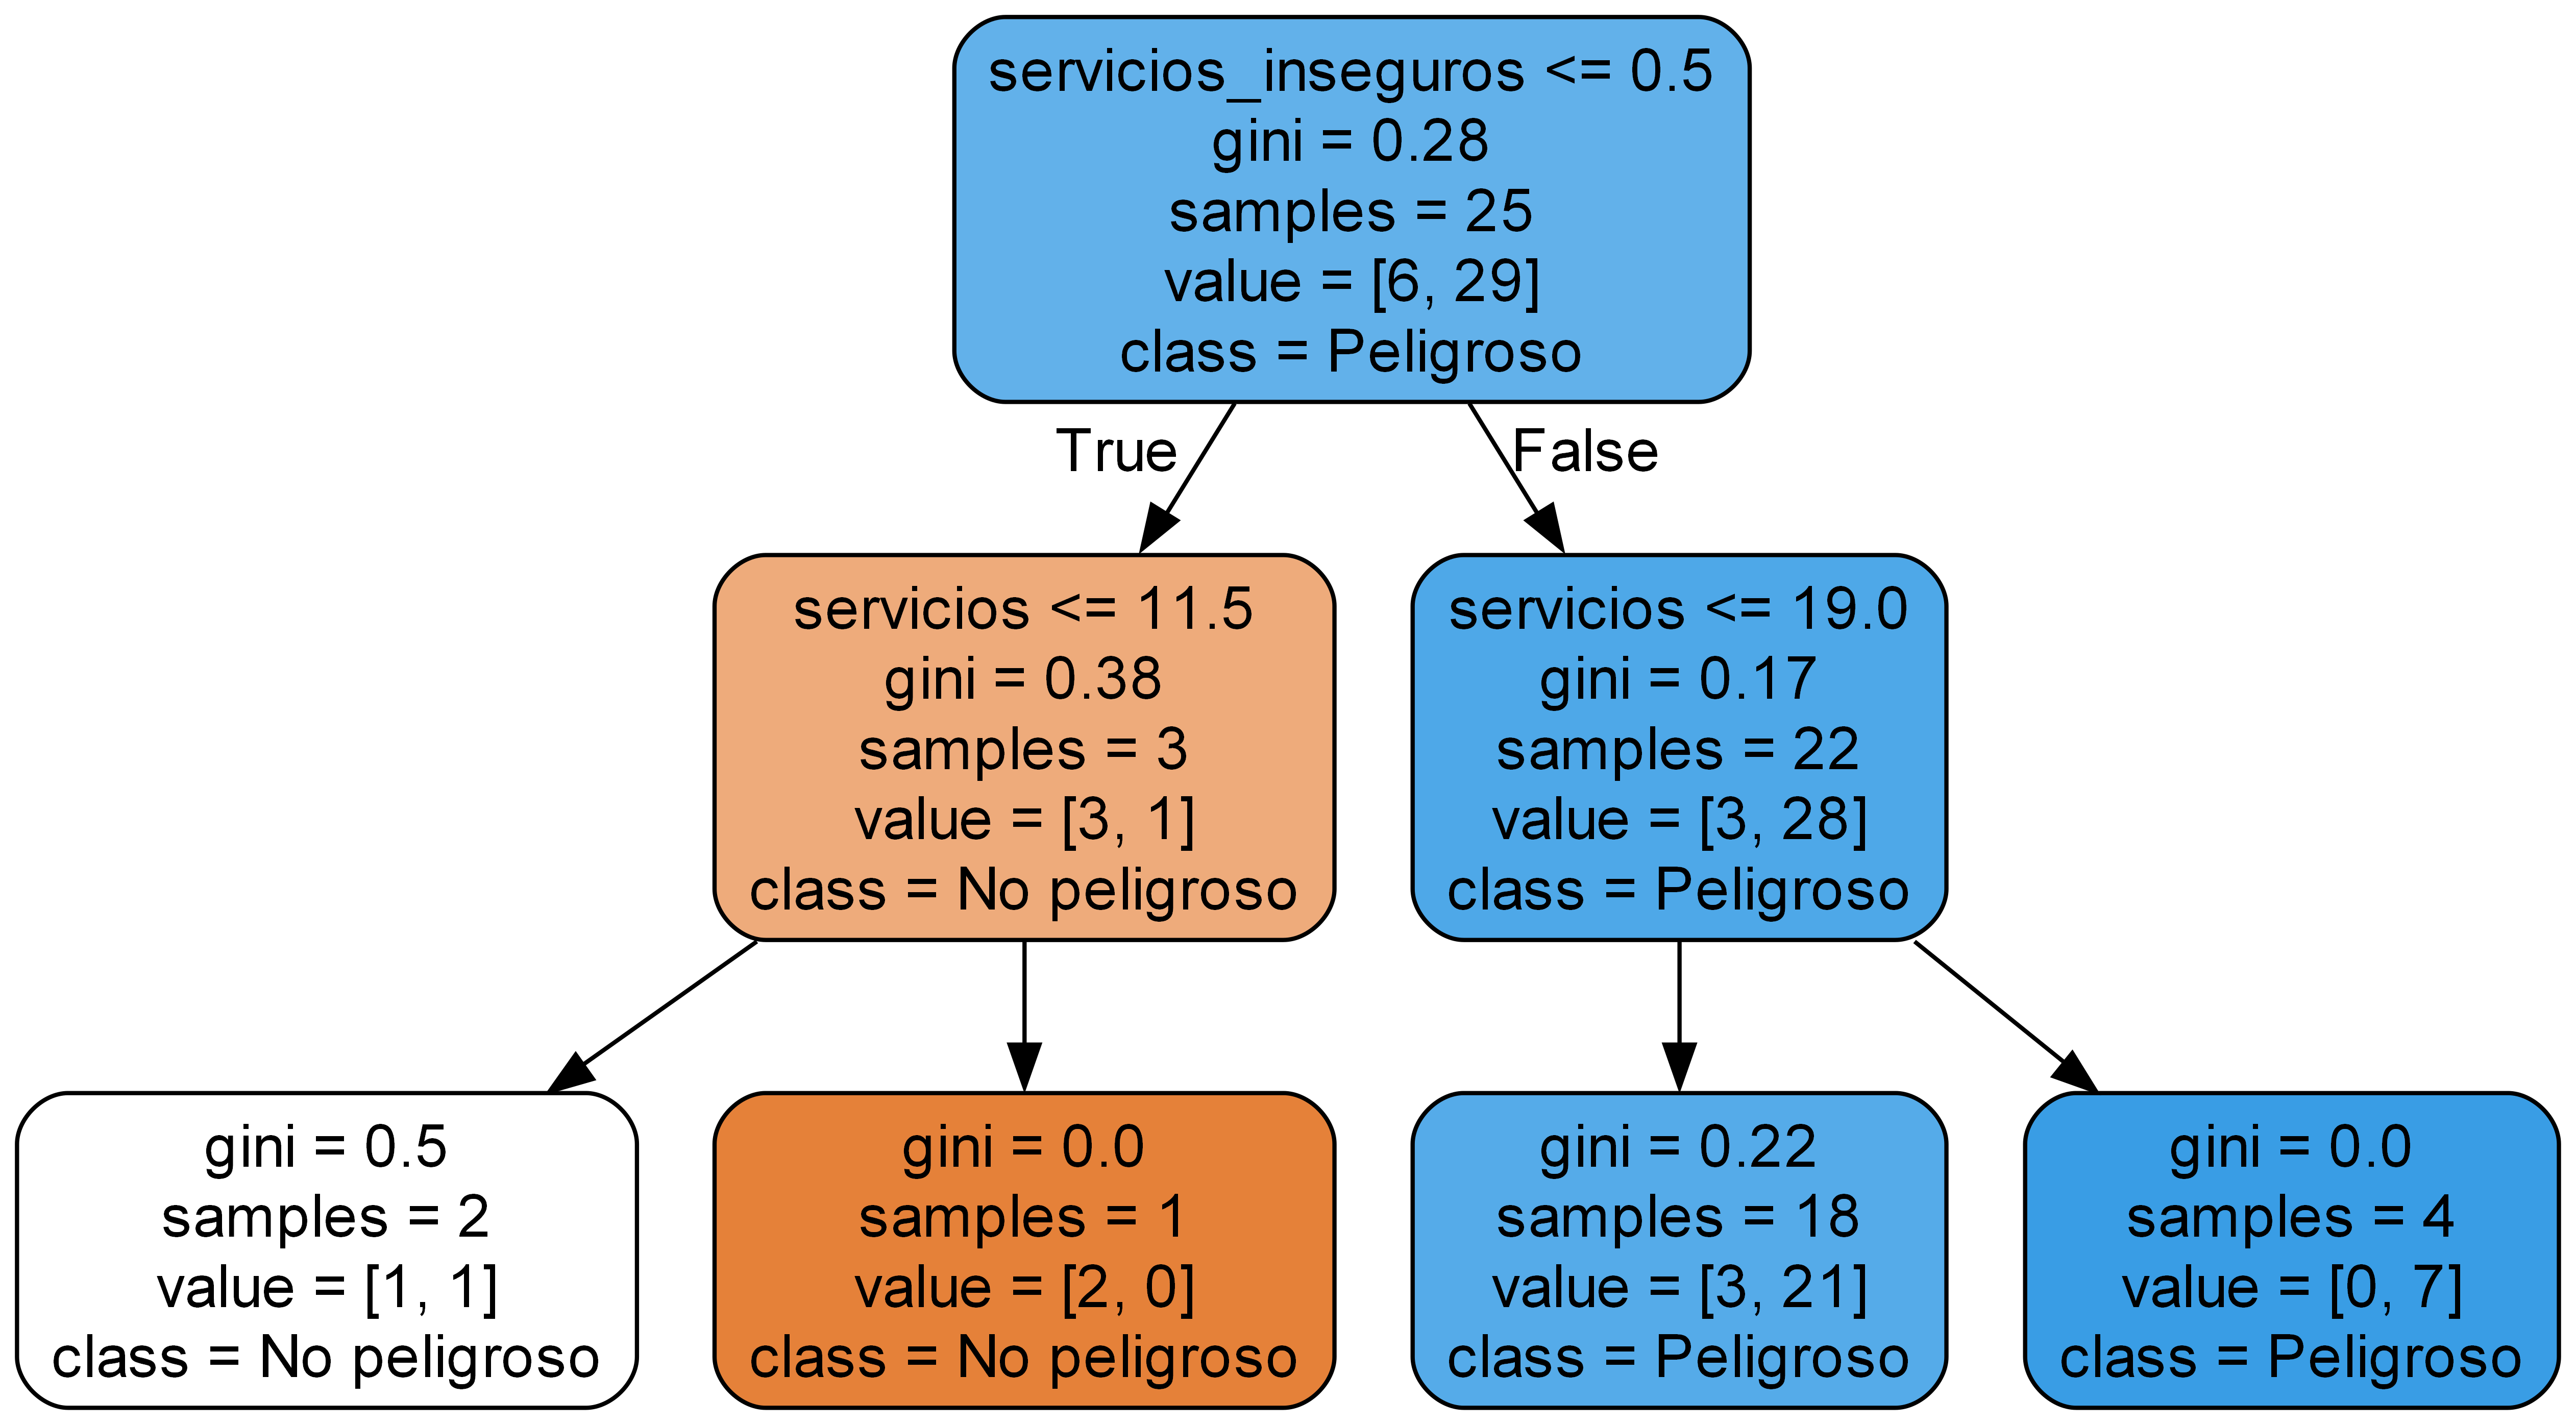 servicios_inseguros <= 0.5
gini = 0.28
samples = 25
value = [6, 29]
class = Peligroso
True
False
servicios <= 11.5
gini = 0.38
samples = 3
value = [3, 1]
class = No peligroso
servicios <= 19.0
gini = 0.17
samples = 22
value = [3, 28]
class = Peligroso
gini = 0.5
samples = 2
value = [1, 1]
class = No peligroso
gini = 0.0
samples = 1
value = [2, 0]
class = No peligroso
gini = 0.22
samples = 18
value = [3, 21]
class = Peligroso
gini = 0.0
samples = 4
value = [0, 7]
class = Peligroso